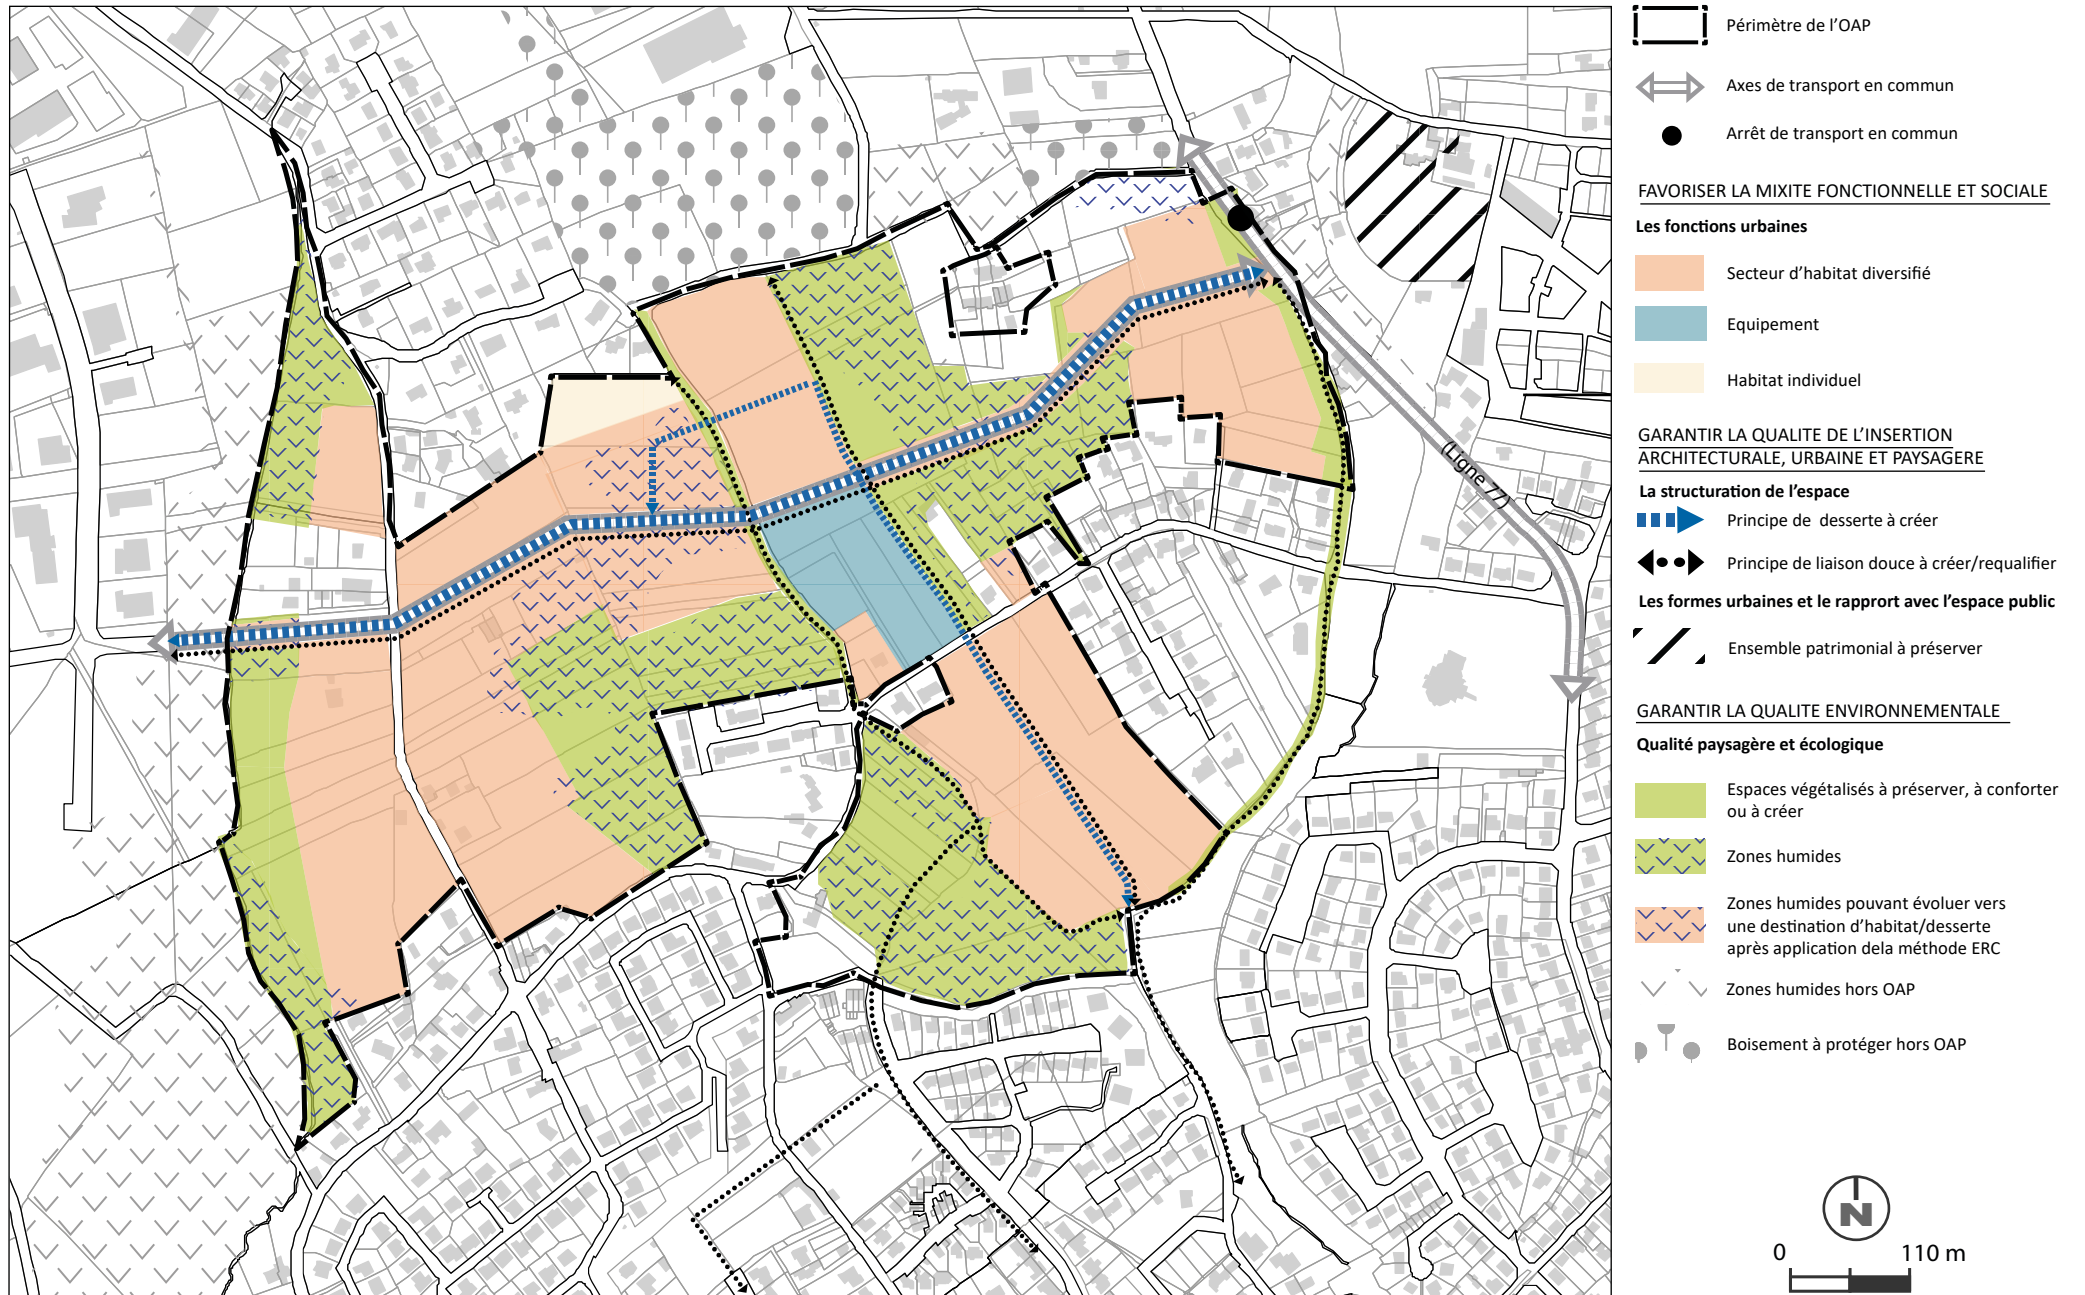 Périmètre de l'OAP
Axes de transport en commun
Arrêt de transport en commun
FAVORISER LA MIXITE FONCTIONNELLE ET SOCIALE
Les fonctions urbaines
Secteur d'habitat diversifié
Equipement
Habitat individuel
GARANTIR LA QUALITE DE L'INSERTION
ARCHITECTURALE, URBAINE ET PAYSAGERE
La structuration de l'espace
Principe de desserte à créer
Principe de liaison douce à créer/requalifier
Les formes urbaines et le rapprort avec l'espace public
Ensemble patrimonial à préserver
GARANTIR LA QUALITE ENVIRONNEMENTALE
Qualité paysagère et écologique
Espaces végétalisés à préserver, à conforter
ou à créer
Zones humides
Zones humides pouvant évoluer vers
une destination d'habitat/desserte
après application dela méthode ERC
Zones humides hors OAP
Boisement à protéger hors OAP
(Ligne 77)
N
0 110 m